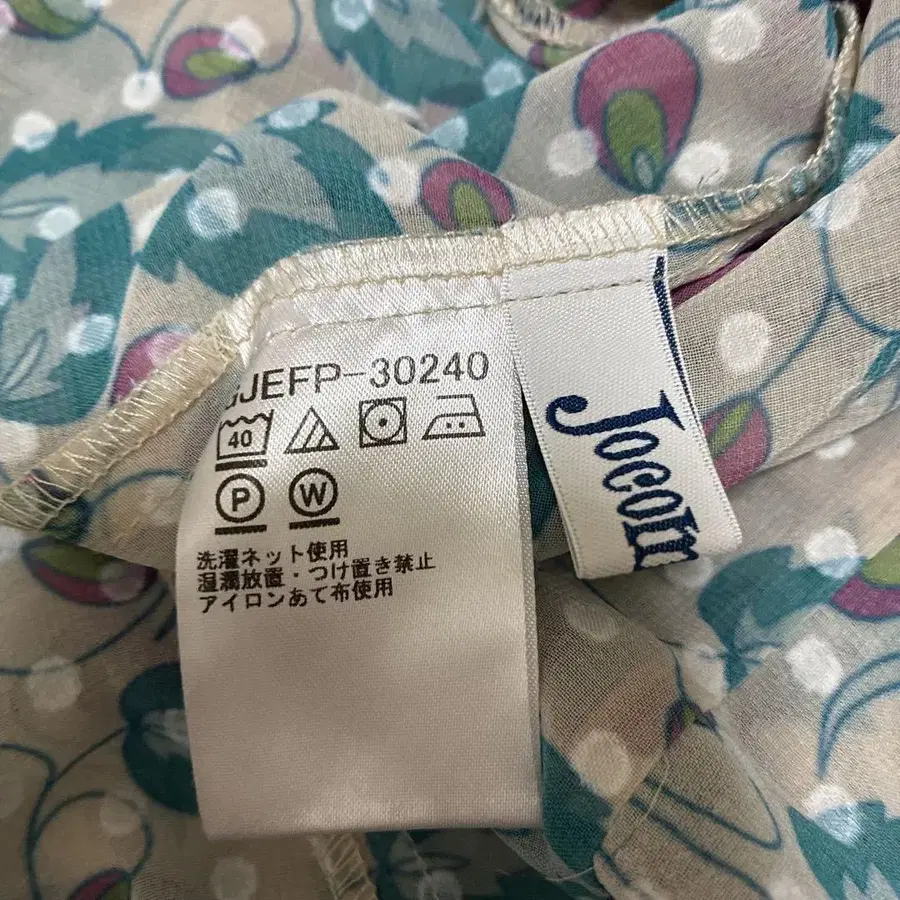 JEFP-30240
40
P W
洗濯ネット使用
湿潤放置・つけ置き禁止
アイロンあて布使用
Jocom